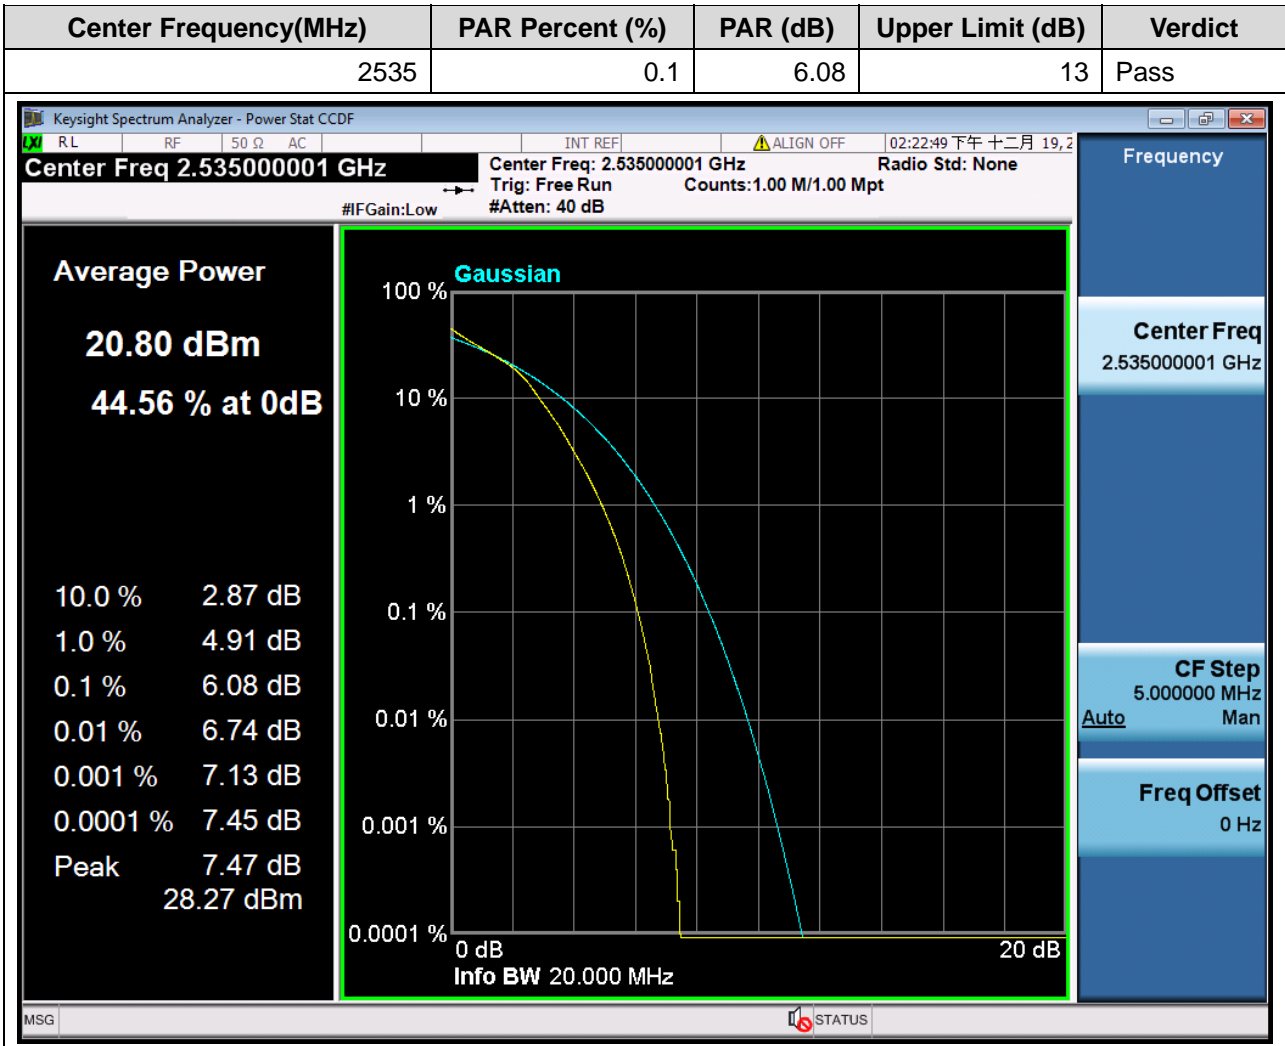 Center Frequency(MHz) PAR Percent (%) PAR (dB) Upper Limit (dB) Verdict
2535 0.1 6.08 13 Pass
Keysight Spectrum Analyzer - Power Stat CCDF
LXI RL RF 50 Ω AC INT REF ALIGN OFF 02:22:49 下午 十二月 19, 2
Center Freq 2.535000001 GHz
#IFGain:Low
Center Freq: 2.535000001 GHz Radio Std: None
Trig: Free Run Counts:1.00 M/1.00 Mpt
#Atten: 40 dB
Average Power
20.80 dBm
44.56 % at 0dB
10.0 % 2.87 dB
1.0 % 4.91 dB
0.1 % 6.08 dB
0.01 % 6.74 dB
0.001 % 7.13 dB
0.0001 % 7.45 dB
Peak 7.47 dB
28.27 dBm
Gaussian
100 %
10 %
1 %
0.1 %
0.01 %
0.001 %
0.0001 %
0 dB 20 dB
Info BW 20.000 MHz
Frequency
Center Freq
2.535000001 GHz
CF Step
5.000000 MHz
Auto Man
Freq Offset
0 Hz
MSG STATUS